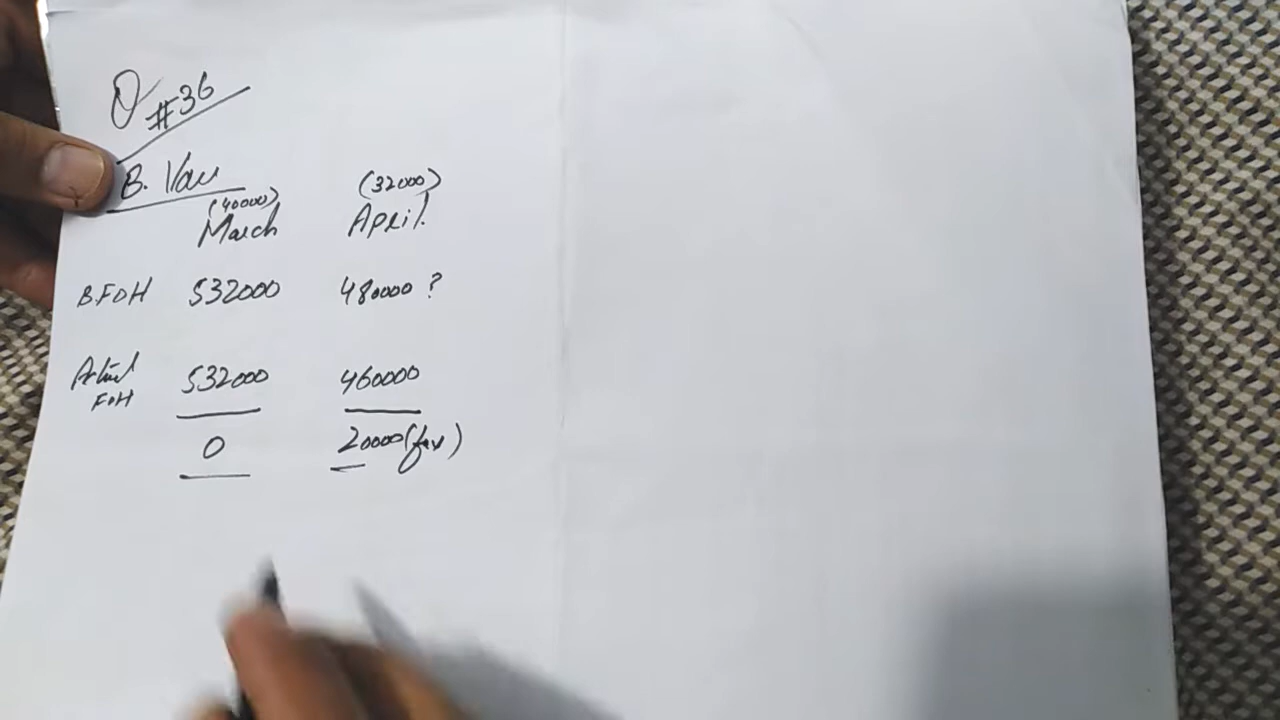 Q #36
B. Var
(40000) (32000)
March April
B.FOH 532000 480000 ?
Actual
FOH 532000 460000
0 20000 (fav)